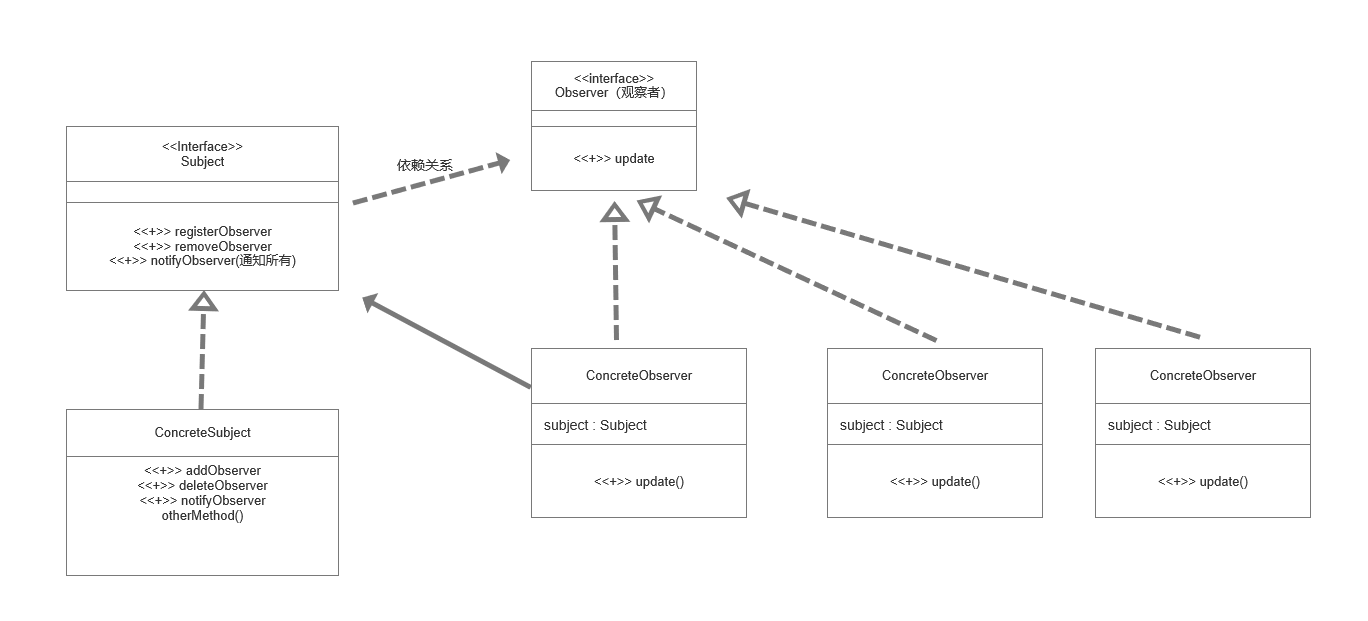 <<interface>>
Observer（观察者）
<<+>> update
<<Interface>>
Subject
<<+>> registerObserver
<<+>> removeObserver
<<+>> notifyObserver(通知所有)
依赖关系
ConcreteSubject
<<+>> addObserver
<<+>> deleteObserver
<<+>> notifyObserver
otherMethod()
ConcreteObserver
subject : Subject
<<+>> update()
ConcreteObserver
subject : Subject
<<+>> update()
ConcreteObserver
subject : Subject
<<+>> update()